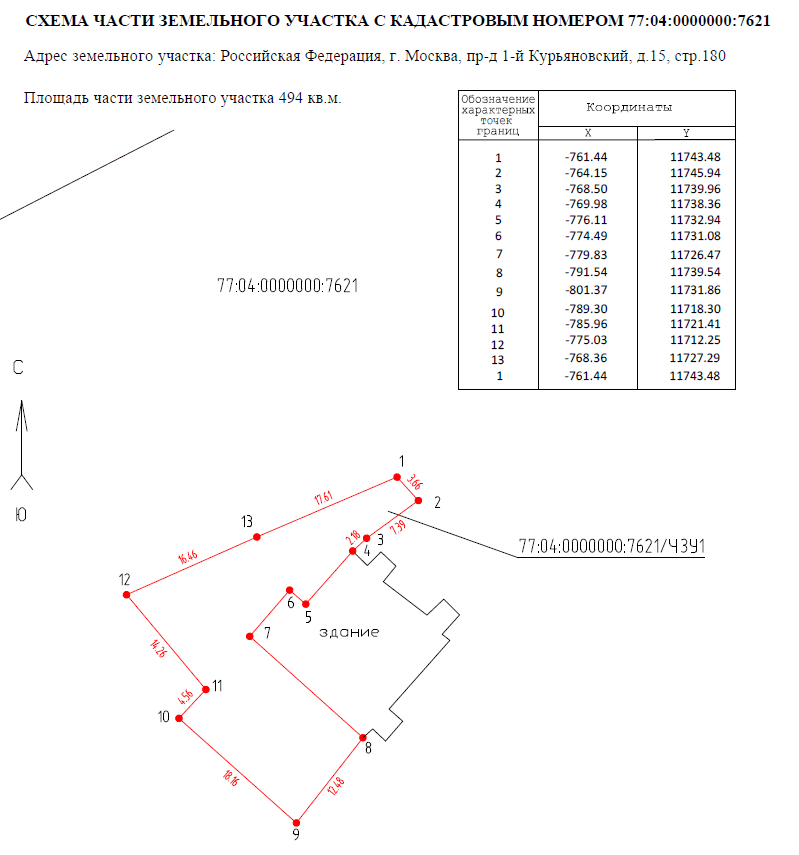 СХЕМА ЧАСТИ ЗЕМЕЛЬНОГО УЧАСТКА С КАДАСТРОВЫМ НОМЕРОМ 77:04:0000000:7621
Адрес земельного участка: Российская Федерация, г. Москва, пр-д 1-й Курьяновский, д.15, стр.180
Площадь части земельного участка 494 кв.м.
Обозначение характерных точек границ Координаты
X Y
1 -761.44 11743.48
2 -764.15 11745.94
3 -768.50 11739.96
4 -769.98 11738.36
5 -776.11 11732.94
6 -774.49 11731.08
7 -779.83 11726.47
8 -791.54 11739.54
9 -801.37 11731.86
10 -789.30 11718.30
11 -785.96 11721.41
12 -775.03 11712.25
13 -768.36 11727.29
1 -761.44 11743.48
77:04:0000000:7621
С
Ю
1
3.66
17.61
2
13
7.39
2.18
3
4
77:04:0000000:7621/ЧЗУ1
16.46
12
6
5
7
здание
14.26
11
4.56
10
8
18.16
12.48
9